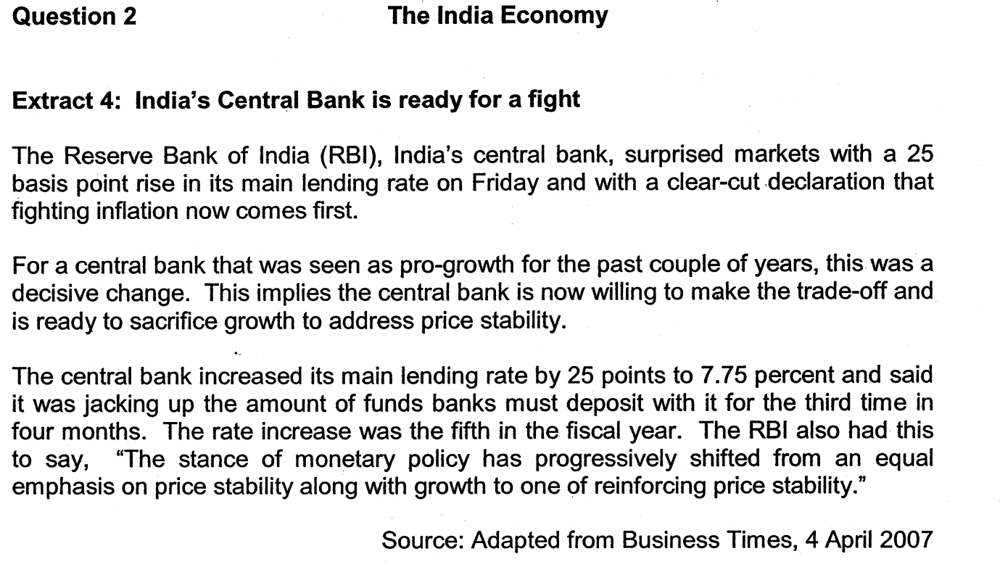 Question 2 The India Economy
Extract 4: India's Central Bank is ready for a fight
The Reserve Bank of India (RBI), India's central bank, surprised markets with a 25
basis point rise in its main lending rate on Friday and with a clear-cut declaration that
fighting inflation now comes first.
For a central bank that was seen as pro-growth for the past couple of years, this was a
decisive change. This implies the central bank is now willing to make the trade-off and
is ready to sacrifice growth to address price stability.
The central bank increased its main lending rate by 25 points to 7.75 percent and said
it was jacking up the amount of funds banks must deposit with it for the third time in
four months. The rate increase was the fifth in the fiscal year. The RBI also had this
to say, “The stance of monetary policy has progressively shifted from an equal
emphasis on price stability along with growth to one of reinforcing price stability.”
Source: Adapted from Business Times, 4 April 2007